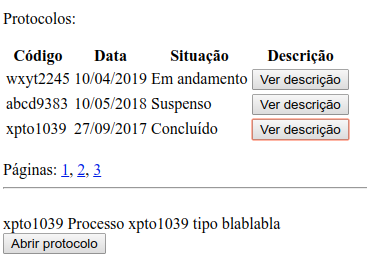 Protocolos:
Código Data Situação Descrição
wxyt2245 10/04/2019 Em andamento Ver descrição
abcd9383 10/05/2018 Suspenso Ver descrição
xpto1039 27/09/2017 Concluído Ver descrição
Páginas: 1, 2, 3
xpto1039 Processo xpto1039 tipo blablabla
Abrir protocolo